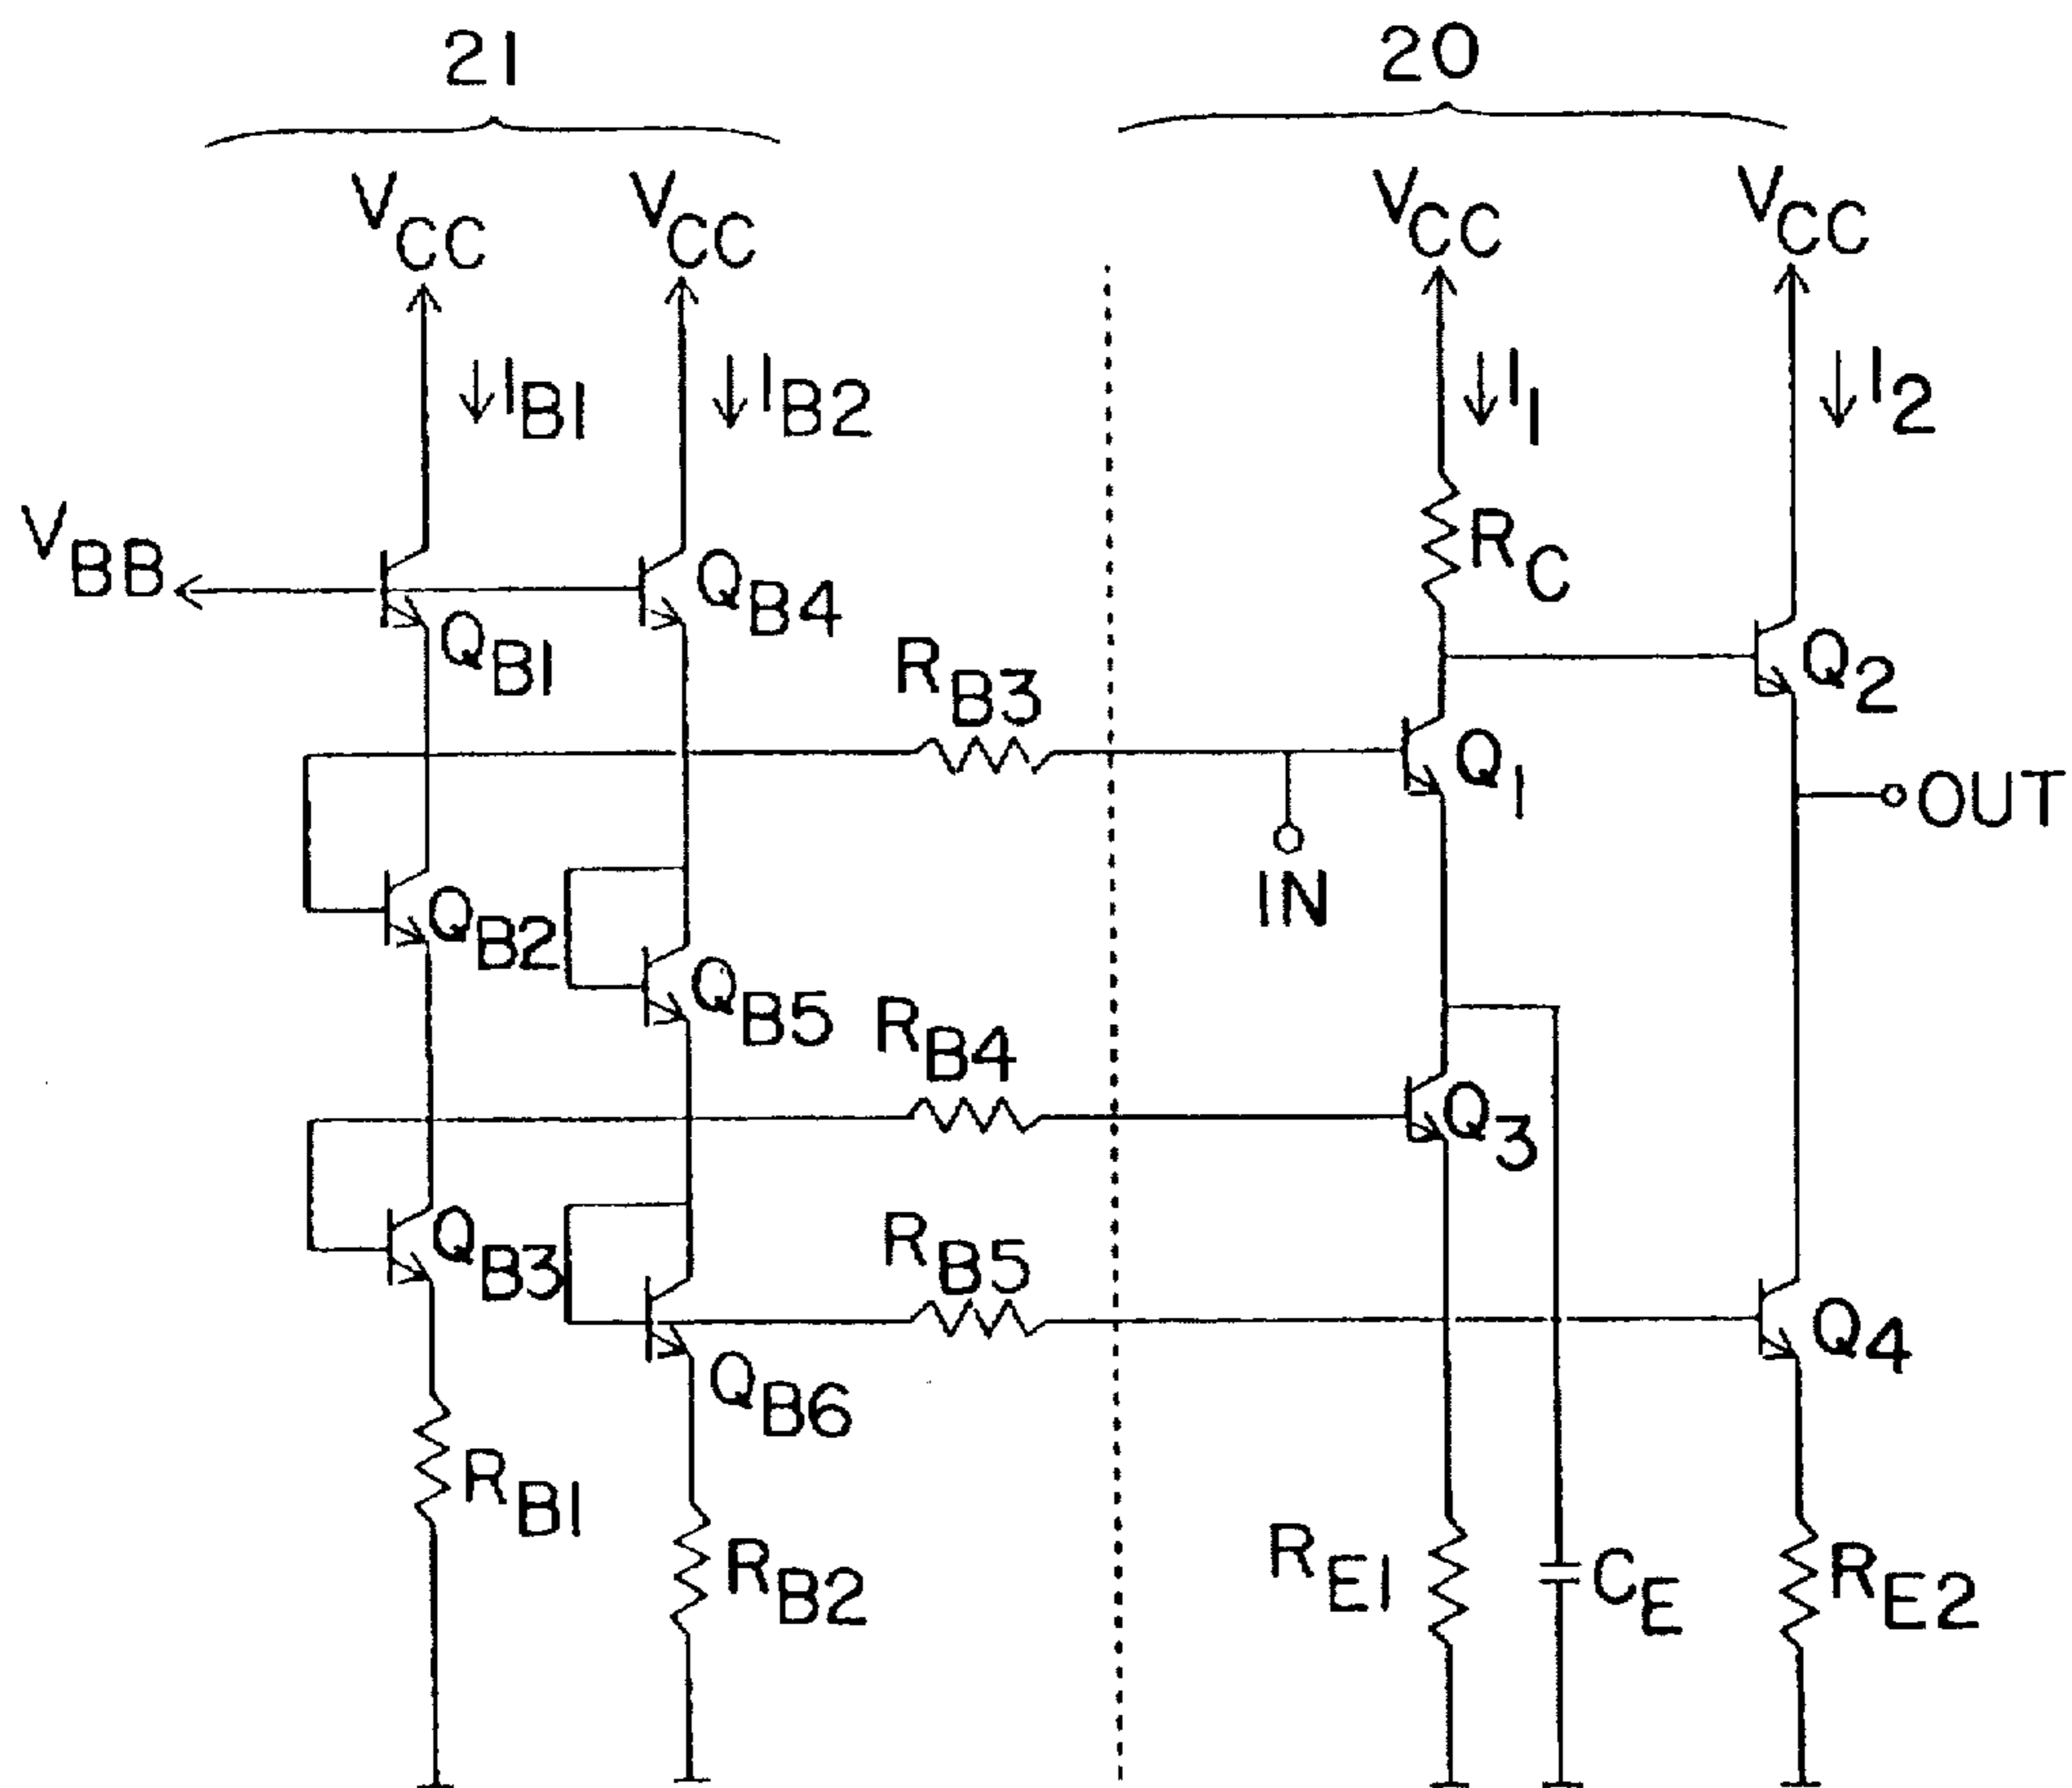 21
20
VCC
VCC
VCC
VCC
IB1
IB2
I1
I2
VBB
QB1
QB4
RC
Q2
RB3
Q1
OUT
IN
QB2
QB5
RB4
Q3
QB3
RB5
Q4
QB6
RB1
RB2
RE1
CE
RE2